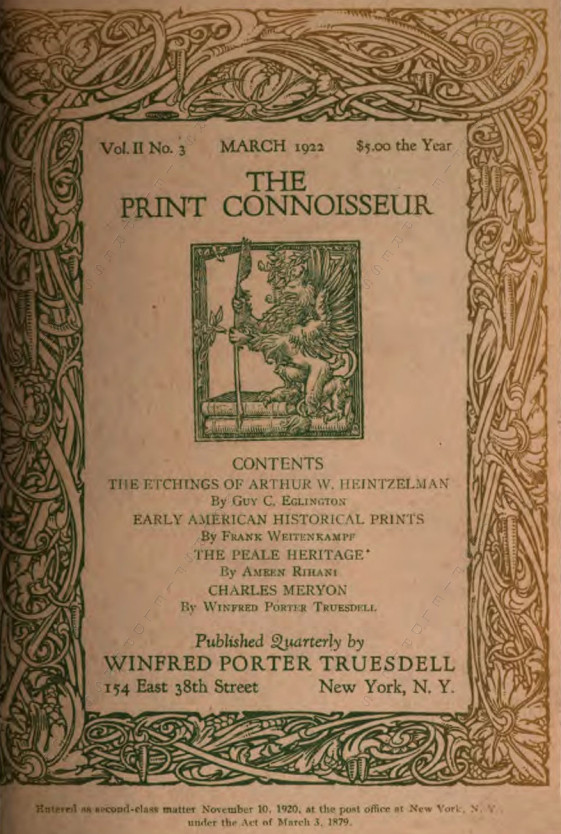 Vol. II No. 3 MARCH 1922 $5.00 the Year
THE
PRINT CONNOISSEUR
CONTENTS
THE ETCHINGS OF ARTHUR W. HEINTZELMAN
By Guy C. Eglington
EARLY AMERICAN HISTORICAL PRINTS
By Frank Weitenkampf
THE PEALE HERITAGE
By Ameen Rihani
CHARLES MERYON
By Winfred Porter Truesdell
Published Quarterly by
WINFRED PORTER TRUESDELL
154 East 38th Street New York, N. Y.
Entered as second-class matter November 10, 1920, at the post office at New York, N. Y.,
under the Act of March 3, 1879.